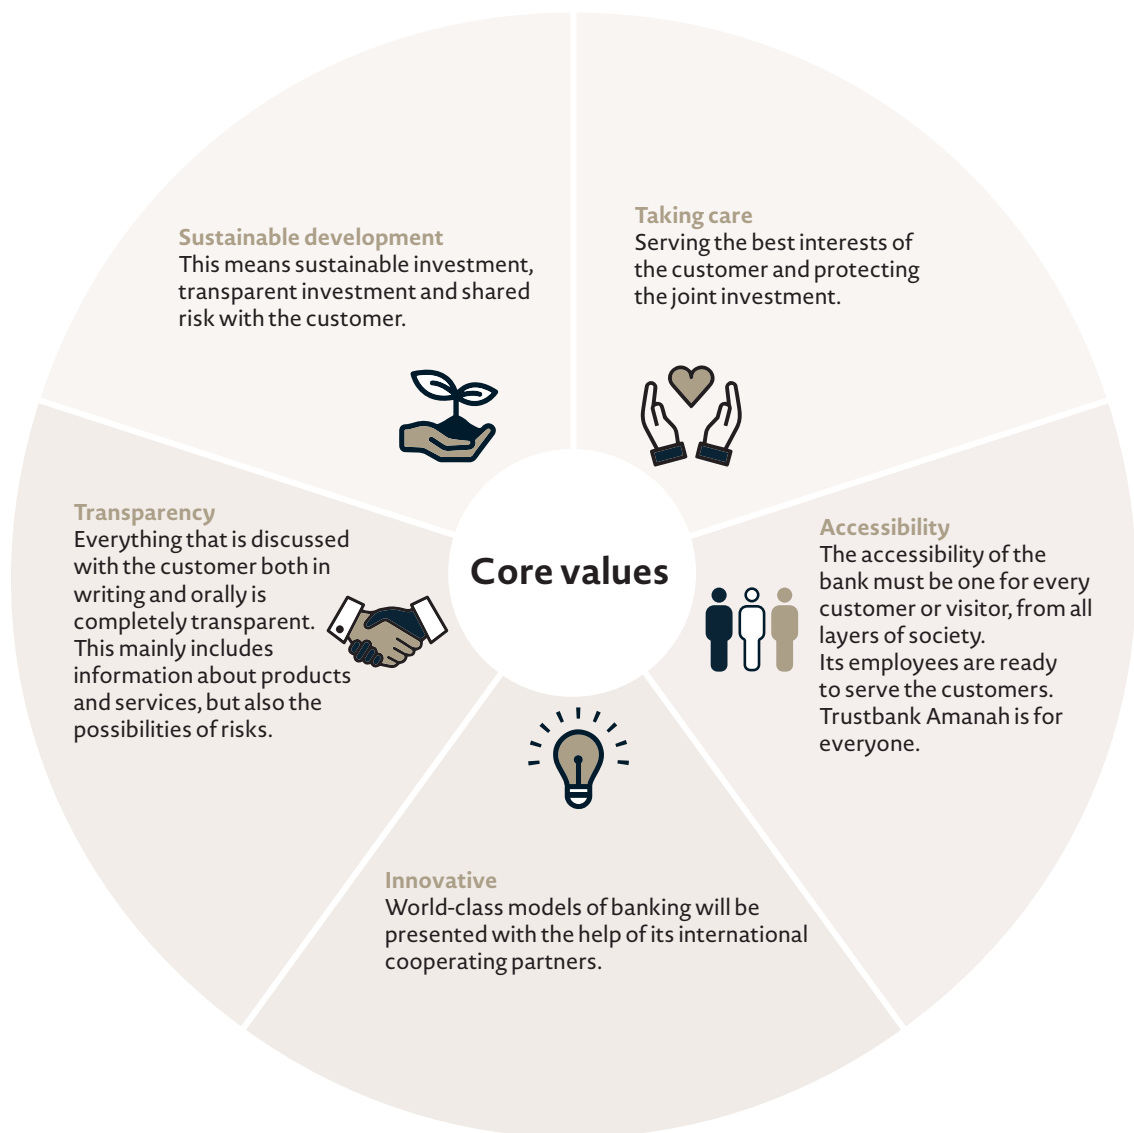 Sustainable development
This means sustainable investment,
transparent investment and shared
risk with the customer.
Taking care
Serving the best interests of
the customer and protecting
the joint investment.
Transparency
Everything that is discussed
with the customer both in
writing and orally is
completely transparent.
This mainly includes
information about products
and services, but also the
possibilities of risks.
Core values
Accessibility
The accessibility of the
bank must be one for every
customer or visitor, from all
layers of society.
Its employees are ready
to serve the customers.
Trustbank Amanah is for
everyone.
Innovative
World-class models of banking will be
presented with the help of its international
cooperating partners.